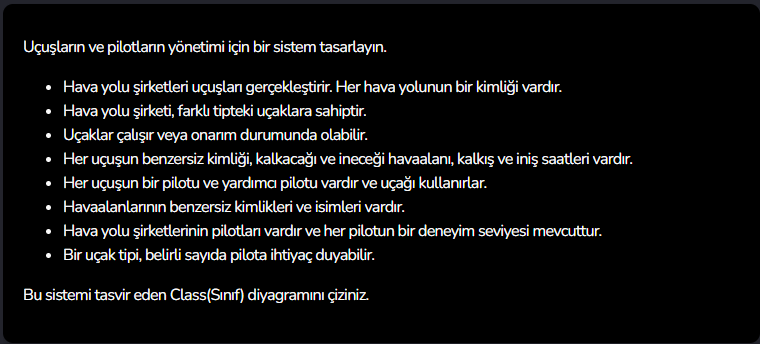 Uçuşların ve pilotların yönetimi için bir sistem tasarlayın.
• Hava yolu şirketleri uçuşları gerçekleştirir. Her hava yolunun bir kimliği vardır.
• Hava yolu şirketi, farklı tipteki uçaklara sahiptir.
• Uçaklar çalışır veya onarım durumunda olabilir.
• Her uçuşun benzersiz kimliği, kalkacağı ve ineceği havaalanı, kalkış ve iniş saatleri vardır.
• Her uçuşun bir pilotu ve yardımcı pilotu vardır ve uçağı kullanırlar.
• Havaalanlarının benzersiz kimlikleri ve isimleri vardır.
• Hava yolu şirketlerinin pilotları vardır ve her pilotun bir deneyim seviyesi mevcuttur.
• Bir uçak tipi, belirli sayıda pilota ihtiyaç duyabilir.
Bu sistemi tasvir eden Class(Sınıf) diyagramını çiziniz.